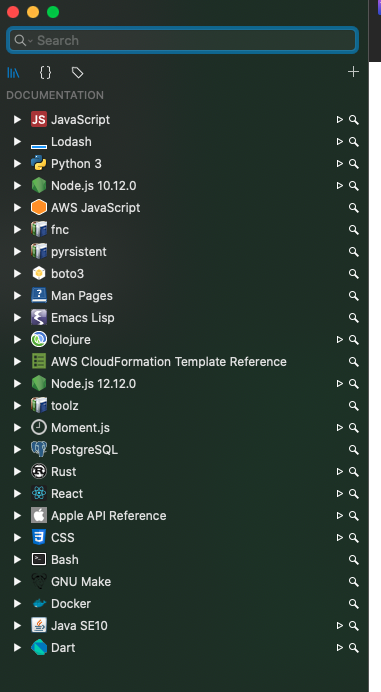 Search
DOCUMENTATION
JS JavaScript
Lodash
Python 3
Node.js 10.12.0
AWS JavaScript
fnc
pyrsistent
boto3
? Man Pages
Emacs Lisp
Clojure
AWS CloudFormation Template Reference
Node.js 12.12.0
toolz
Moment.js
PostgreSQL
Rust
React
Apple API Reference
CSS
Bash
GNU Make
Docker
Java SE10
Dart